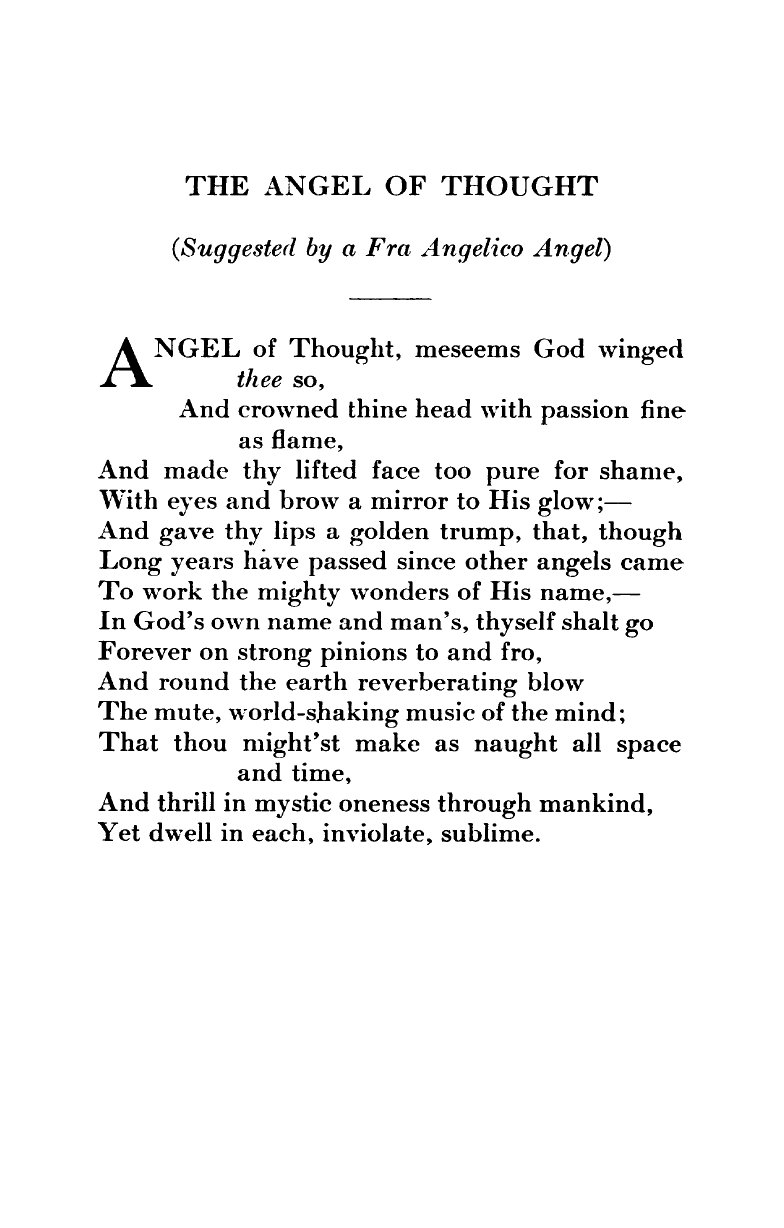 THE ANGEL OF THOUGHT
(Suggested by a Fra Angelico Angel)
ANGEL of Thought, meseems God winged
thee so,
And crowned thine head with passion fine
as flame,
And made thy lifted face too pure for shame,
With eyes and brow a mirror to His glow;—
And gave thy lips a golden trump, that, though
Long years have passed since other angels came
To work the mighty wonders of His name,—
In God's own name and man's, thyself shalt go
Forever on strong pinions to and fro,
And round the earth reverberating blow
The mute, world-shaking music of the mind;
That thou might'st make as naught all space
and time,
And thrill in mystic oneness through mankind,
Yet dwell in each, inviolate, sublime.